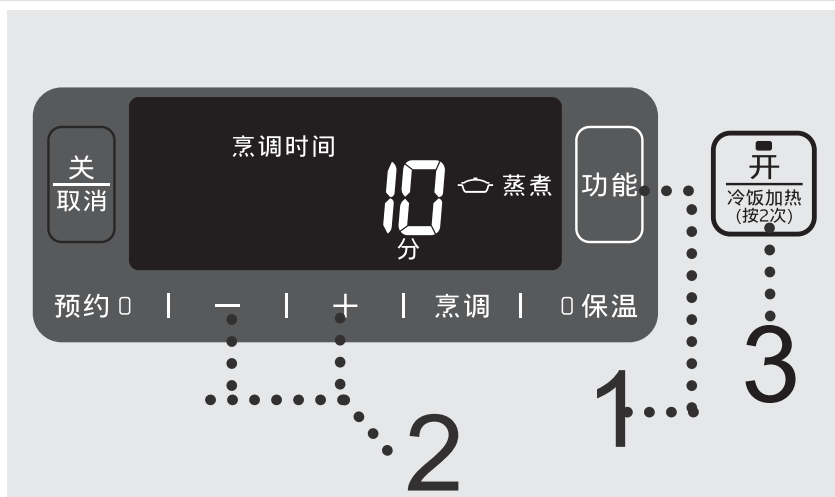 烹调时间
10
分
蒸煮
关
取消
功能
开
冷饭加热
(按2次)
预约
－
＋
烹调
保温
1
2
3